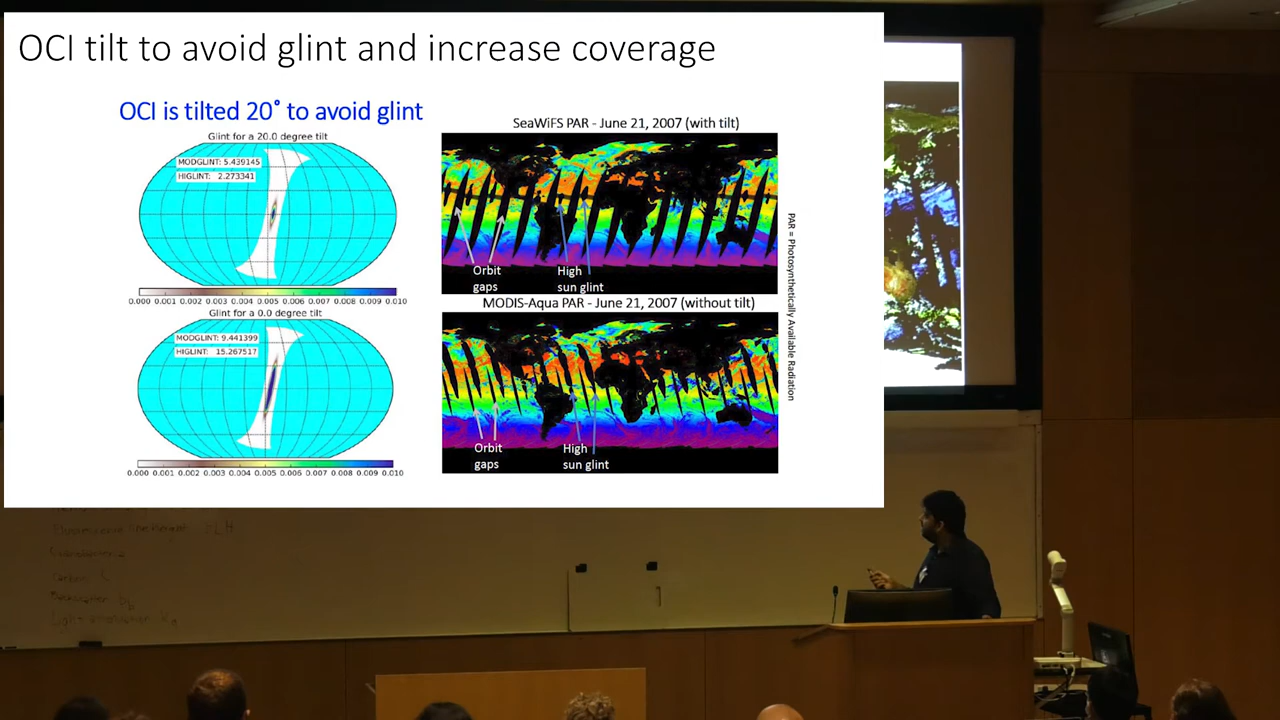 OCI tilt to avoid glint and increase coverage
OCI is tilted 20° to avoid glint
Glint for a 20.0 degree tilt
MODGLINT: 5.439145
HIGLINT: 2.273341
0.000 0.001 0.002 0.003 0.004 0.005 0.006 0.007 0.008 0.009 0.010
Glint for a 0.0 degree tilt
MODGLINT: 9.441399
HIGLINT: 15.267517
0.000 0.001 0.002 0.003 0.004 0.005 0.006 0.007 0.008 0.009 0.010
SeaWiFS PAR - June 21, 2007 (with tilt)
Orbit
gaps
High
sun glint
MODIS-Aqua PAR - June 21, 2007 (without tilt)
Orbit
gaps
High
sun glint
PAR = Photosynthetically Available Radiation